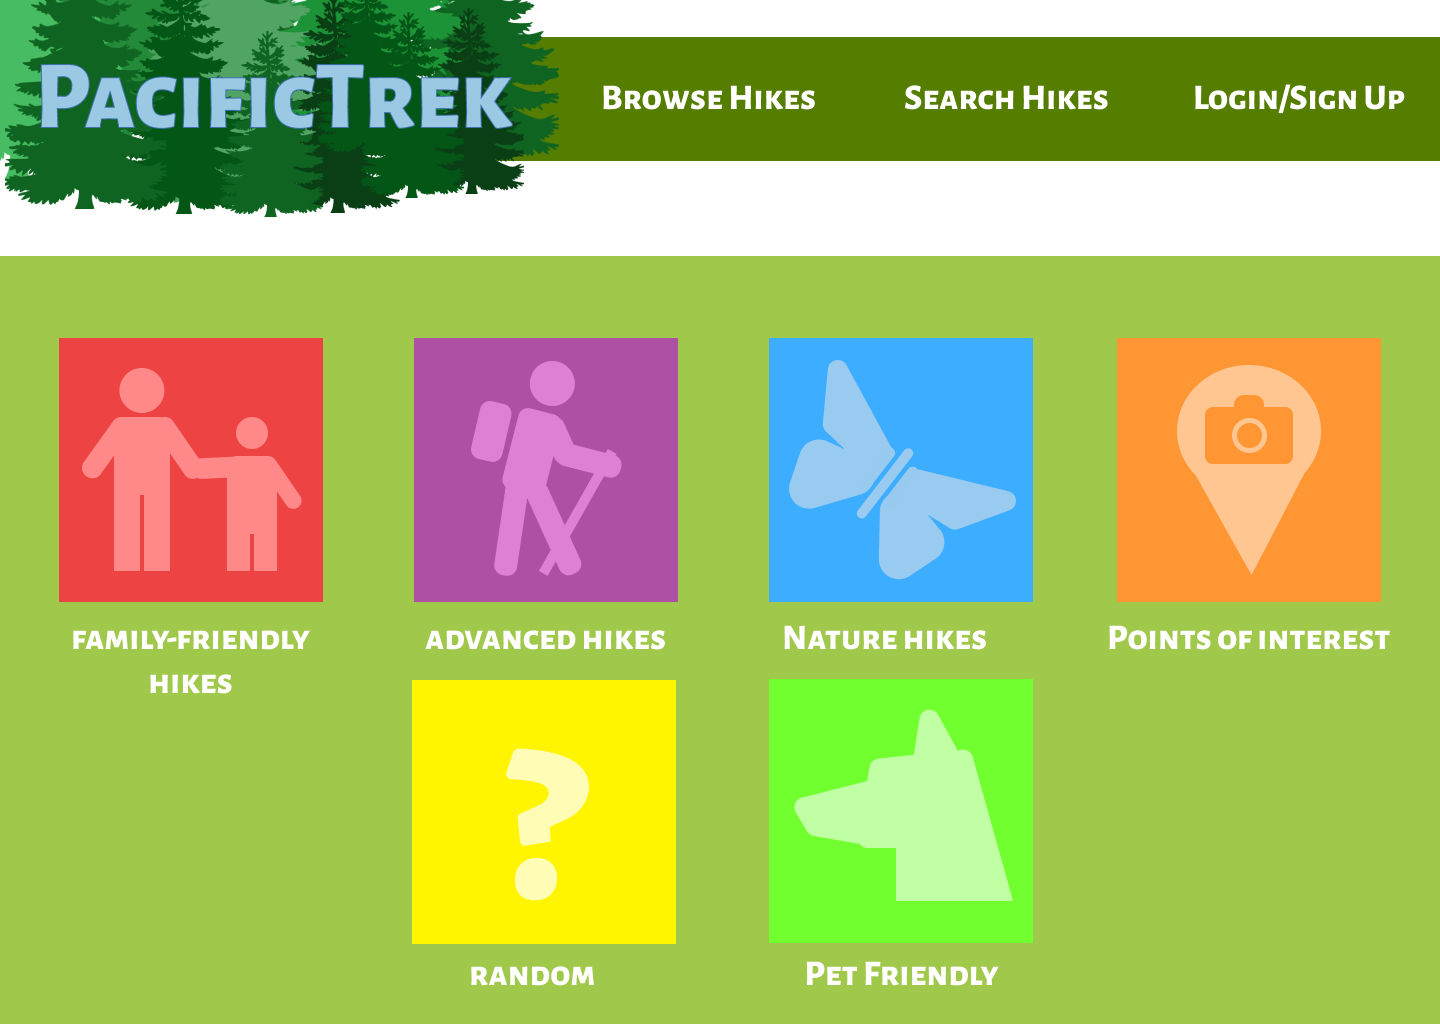 PacificTrek
Browse Hikes
Search Hikes
Login/Sign Up
family-friendly
hikes
advanced hikes
Nature hikes
Points of interest
?
random
Pet Friendly